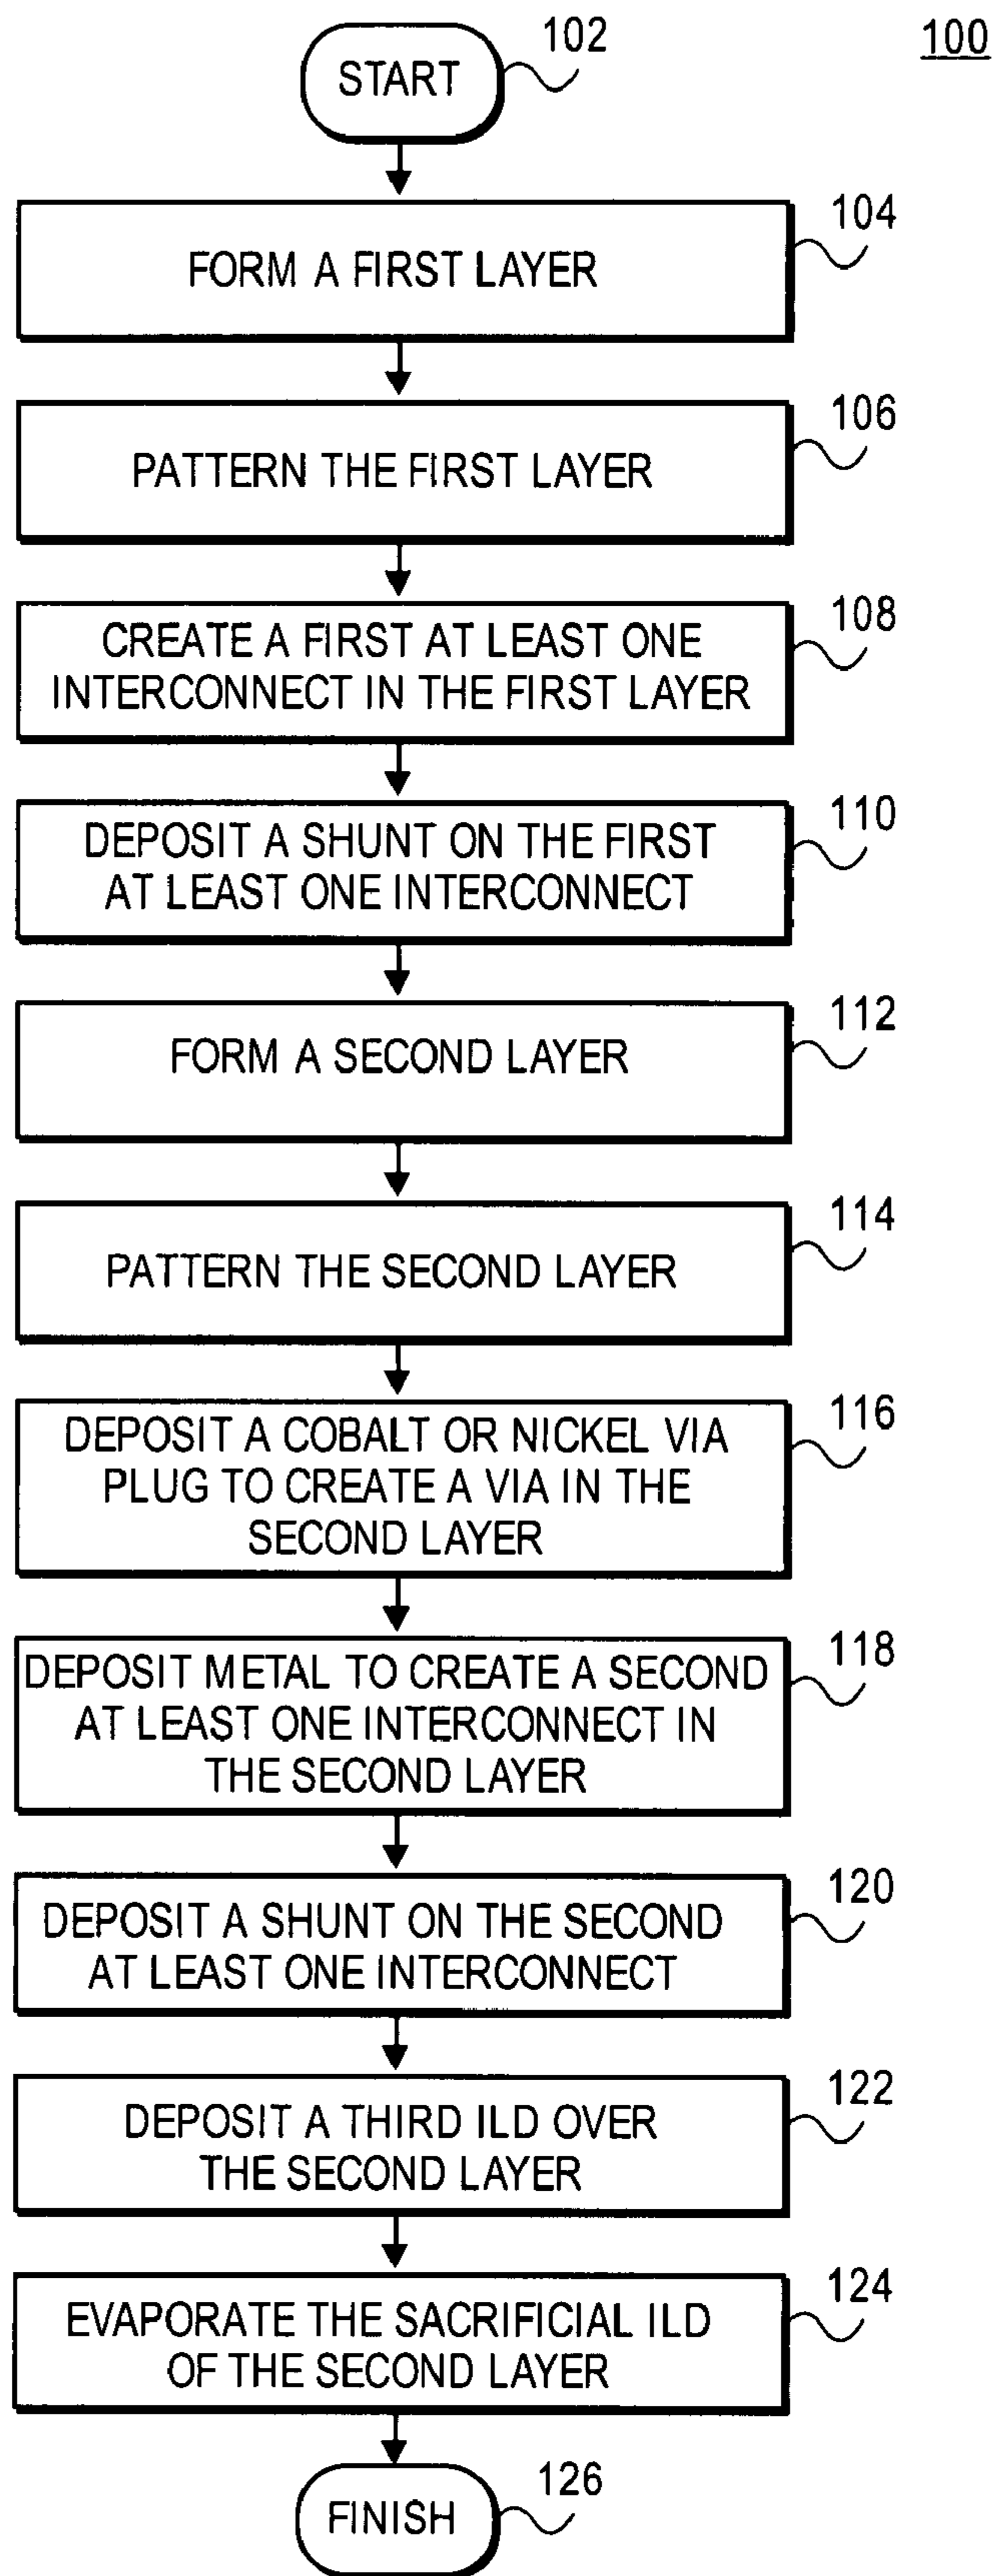 100
START
102
FORM A FIRST LAYER
104
PATTERN THE FIRST LAYER
106
CREATE A FIRST AT LEAST ONE
INTERCONNECT IN THE FIRST LAYER
108
DEPOSIT A SHUNT ON THE FIRST
AT LEAST ONE INTERCONNECT
110
FORM A SECOND LAYER
112
PATTERN THE SECOND LAYER
114
DEPOSIT A COBALT OR NICKEL VIA
PLUG TO CREATE A VIA IN THE
SECOND LAYER
116
DEPOSIT METAL TO CREATE A SECOND
AT LEAST ONE INTERCONNECT IN
THE SECOND LAYER
118
DEPOSIT A SHUNT ON THE SECOND
AT LEAST ONE INTERCONNECT
120
DEPOSIT A THIRD ILD OVER
THE SECOND LAYER
122
EVAPORATE THE SACRIFICIAL ILD
OF THE SECOND LAYER
124
FINISH
126